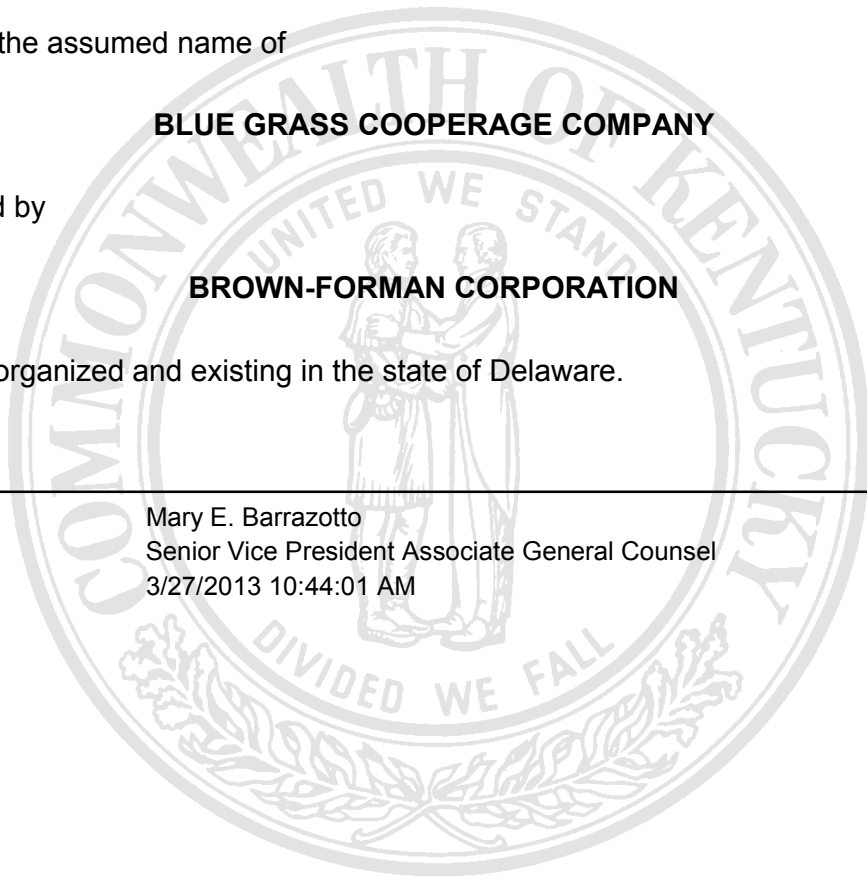 the assumed name of
BLUE GRASS COOPERAGE COMPANY
d by
BROWN-FORMAN CORPORATION
organized and existing in the state of Delaware.
Mary E. Barrazotto
Senior Vice President Associate General Counsel
3/27/2013 10:44:01 AM
COMMONWEALTH OF KENTUCKY
UNITED WE STAND
DIVIDED WE FALL